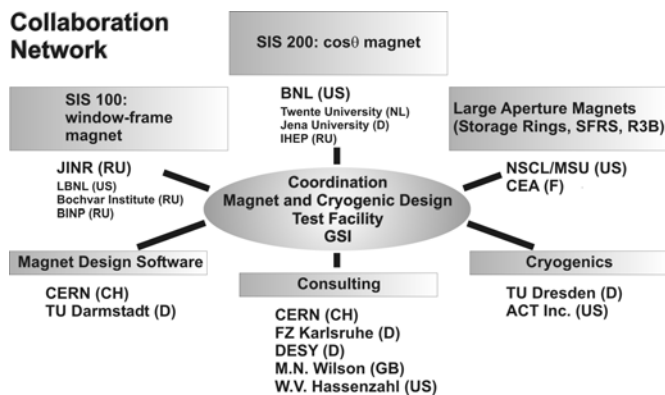 Collaboration
Network
SIS 200: cosθ magnet
BNL (US)
Twente University (NL)
Jena University (D)
IHEP (RU)
SIS 100:
window-frame
magnet
JINR (RU)
LBNL (US)
Bochvar Institute (RU)
BINP (RU)
Large Aperture Magnets
(Storage Rings, SFRS, R3B)
NSCL/MSU (US)
CEA (F)
Coordination
Magnet and Cryogenic Design
Test Facility
GSI
Magnet Design Software
CERN (CH)
TU Darmstadt (D)
Consulting
CERN (CH)
FZ Karlsruhe (D)
DESY (D)
M.N. Wilson (GB)
W.V. Hassenzahl (US)
Cryogenics
TU Dresden (D)
ACT Inc. (US)